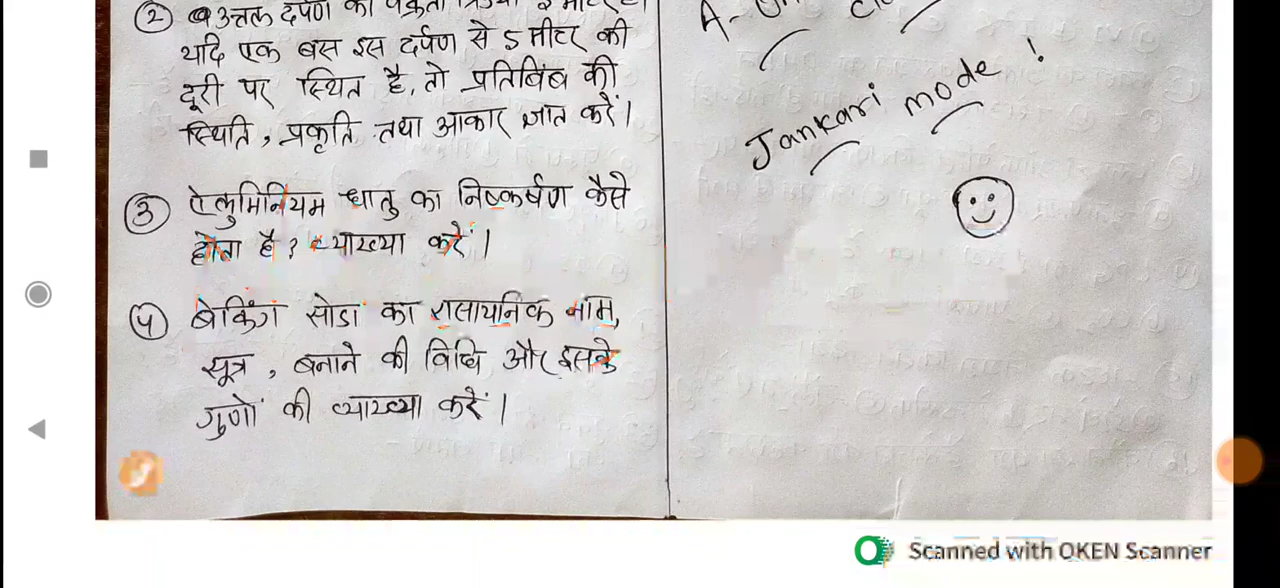 ② उत्तल दर्पण की वक्रता त्रिज्या 3
यदि एक बस इस दर्पण से 5 मीटर की
दूरी पर स्थित है, तो प्रतिबिंब की
स्थिति, प्रकृति तथा आकार ज्ञात करें।
③ ऐलुमिनियम धातु का निष्कर्षण कैसे
होता है? व्याख्या करें।
④ बेकिंग सोडा का रासायनिक नाम,
सूत्र, बनाने की विधि और इसके
गुणों की व्याख्या करें।
A-
Jankari mode !
Scanned with OKEN Scanner